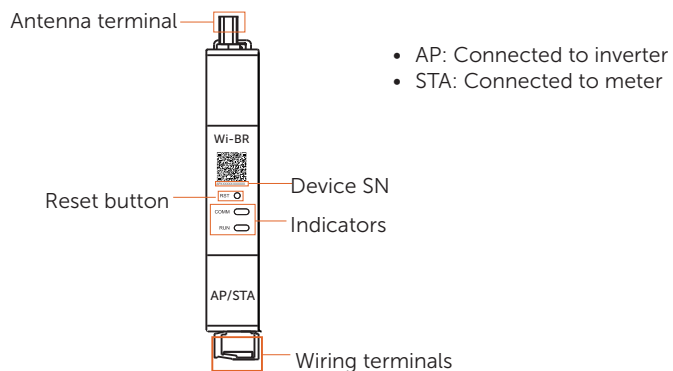 Antenna terminal
• AP: Connected to inverter
• STA: Connected to meter
Wi-BR
Device SN
Reset button
RST
COMM
Indicators
RUN
AP/STA
Wiring terminals